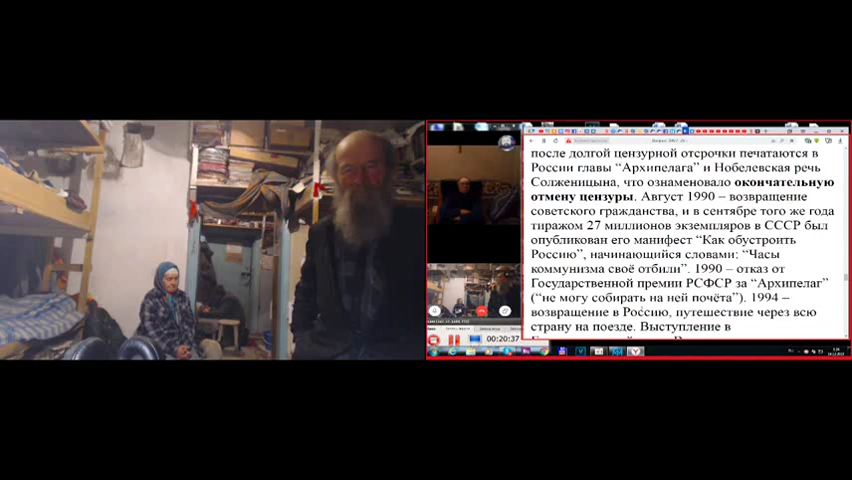 после долгой цензурной отсрочки печатаются в
России главы “Архипелага” и Нобелевская речь
Солженицына, что ознаменовало окончательную
отмену цензуры. Август 1990 – возвращение
советского гражданства, и в сентябре того же года
тиражом 27 миллионов экземпляров в СССР был
опубликован его манифест “Как обустроить
Россию”, начинающийся словами: “Часы
коммунизма своё отбили”. 1990 – отказ от
Государственной премии РСФСР за “Архипелаг”
(“не могу собирать на ней почёта”). 1994 –
возвращение в Россию, путешествие через всю
страну на поезде. Выступление в
00:20:37